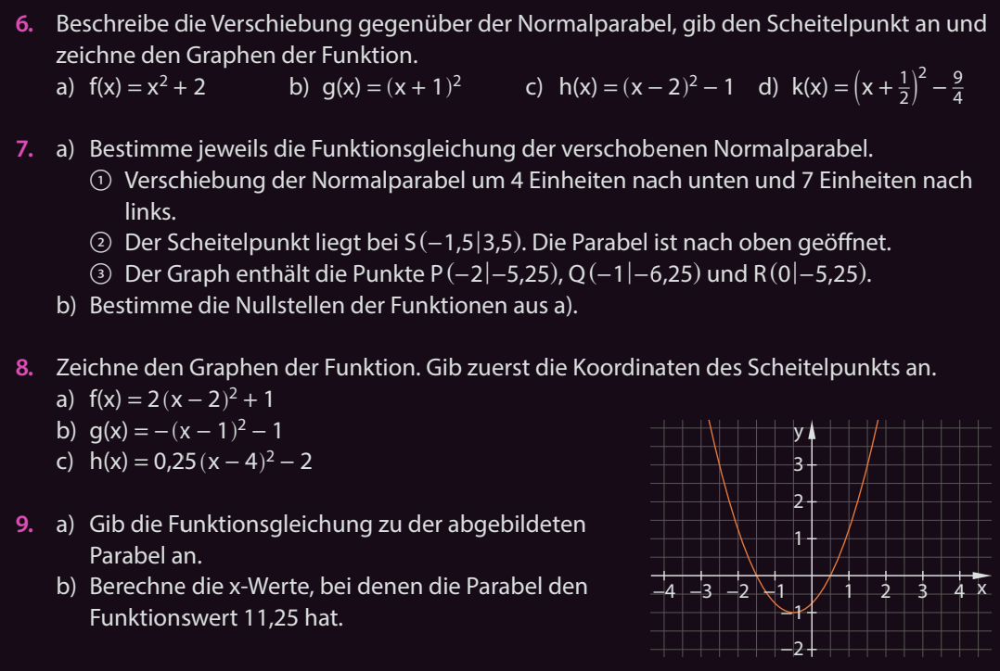 6. Beschreibe die Verschiebung gegenüber der Normalparabel, gib den Scheitelpunkt an und
zeichne den Graphen der Funktion.
a) f(x) = x² + 2 b) g(x) = (x + 1)² c) h(x) = (x − 2)² − 1 d) k(x) = (x + 1/2)² − 9/4
7. a) Bestimme jeweils die Funktionsgleichung der verschobenen Normalparabel.
① Verschiebung der Normalparabel um 4 Einheiten nach unten und 7 Einheiten nach
links.
② Der Scheitelpunkt liegt bei S(−1,5|3,5). Die Parabel ist nach oben geöffnet.
③ Der Graph enthält die Punkte P(−2|−5,25), Q(−1|−6,25) und R(0|−5,25).
b) Bestimme die Nullstellen der Funktionen aus a).
8. Zeichne den Graphen der Funktion. Gib zuerst die Koordinaten des Scheitelpunkts an.
a) f(x) = 2(x − 2)² + 1
b) g(x) = −(x − 1)² − 1
c) h(x) = 0,25(x − 4)² − 2
9. a) Gib die Funktionsgleichung zu der abgebildeten
Parabel an.
b) Berechne die x-Werte, bei denen die Parabel den
Funktionswert 11,25 hat.
y
3
2
1
−4 −3 −2 −1 1 2 3 4 x
−1
−2